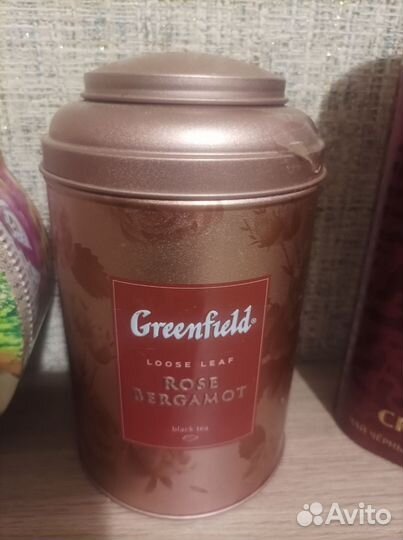 Greenfield®
LOOSE LEAF
ROSE
BERGAMOT
black tea
Avito